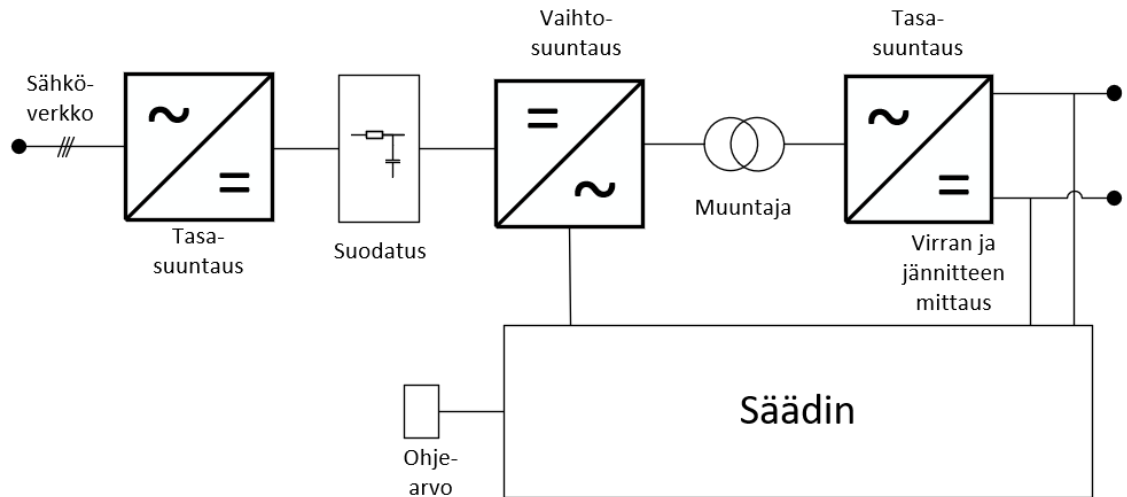 Sähkö-
verkko
Tasa-
suuntaus
Suodatus
Vaihto-
suuntaus
Muuntaja
Tasa-
suuntaus
Virran ja
jännitteen
mittaus
Säädin
Ohje-
arvo